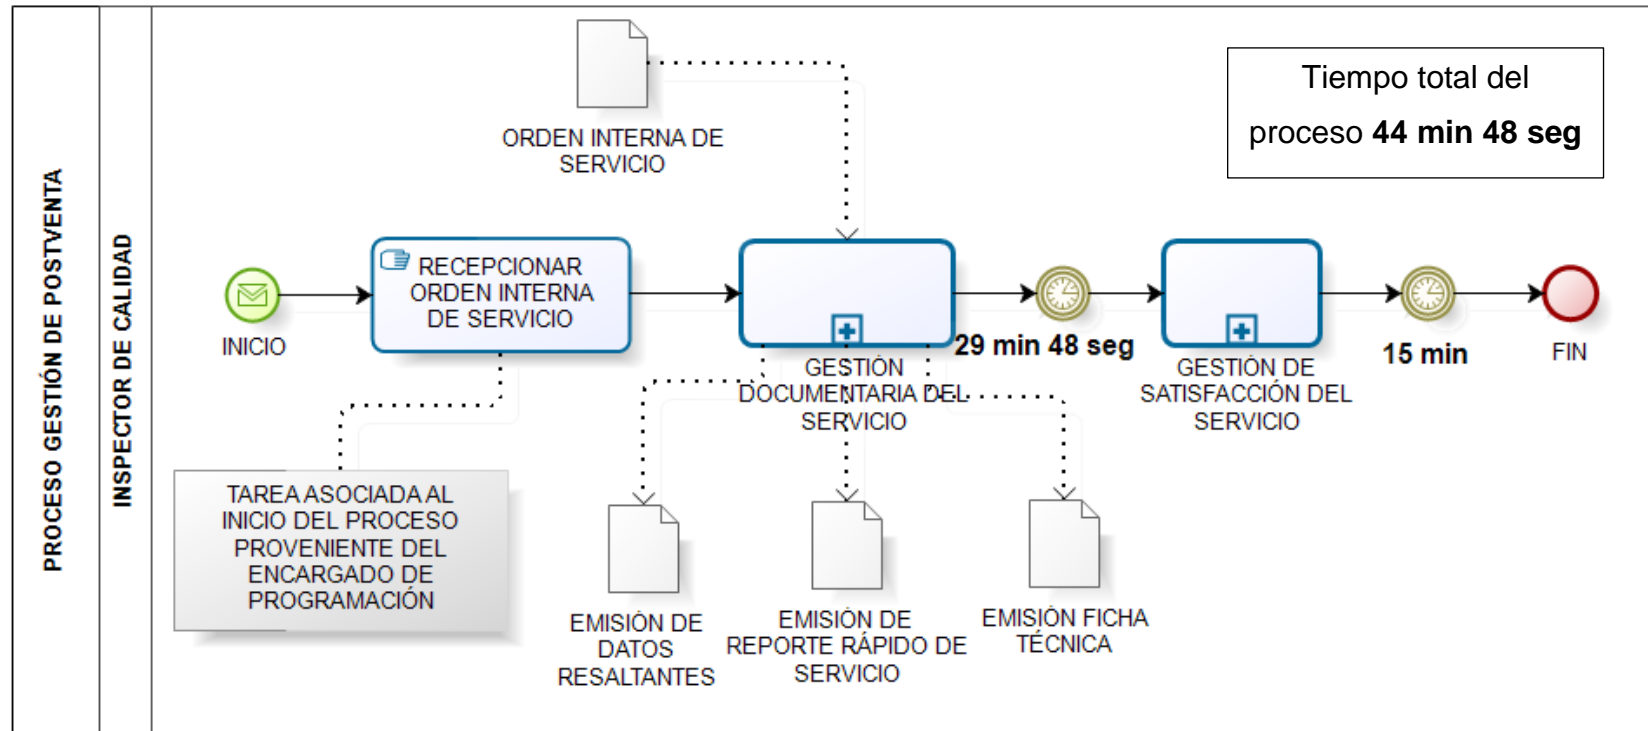 PROCESO GESTIÓN DE POSTVENTA
INSPECTOR DE CALIDAD
ORDEN INTERNA DE
SERVICIO
Tiempo total del
proceso 44 min 48 seg
INICIO
RECEPCIONAR
ORDEN INTERNA
DE SERVICIO
GESTIÓN
DOCUMENTARIA DEL
SERVICIO
29 min 48 seg
GESTIÓN DE
SATISFACCIÓN DEL
SERVICIO
15 min
FIN
TAREA ASOCIADA AL
INICIO DEL PROCESO
PROVENIENTE DEL
ENCARGADO DE
PROGRAMACIÓN
EMISIÓN DE
DATOS
RESALTANTES
EMISIÓN DE
REPORTE RÁPIDO DE
SERVICIO
EMISIÓN FICHA
TÉCNICA